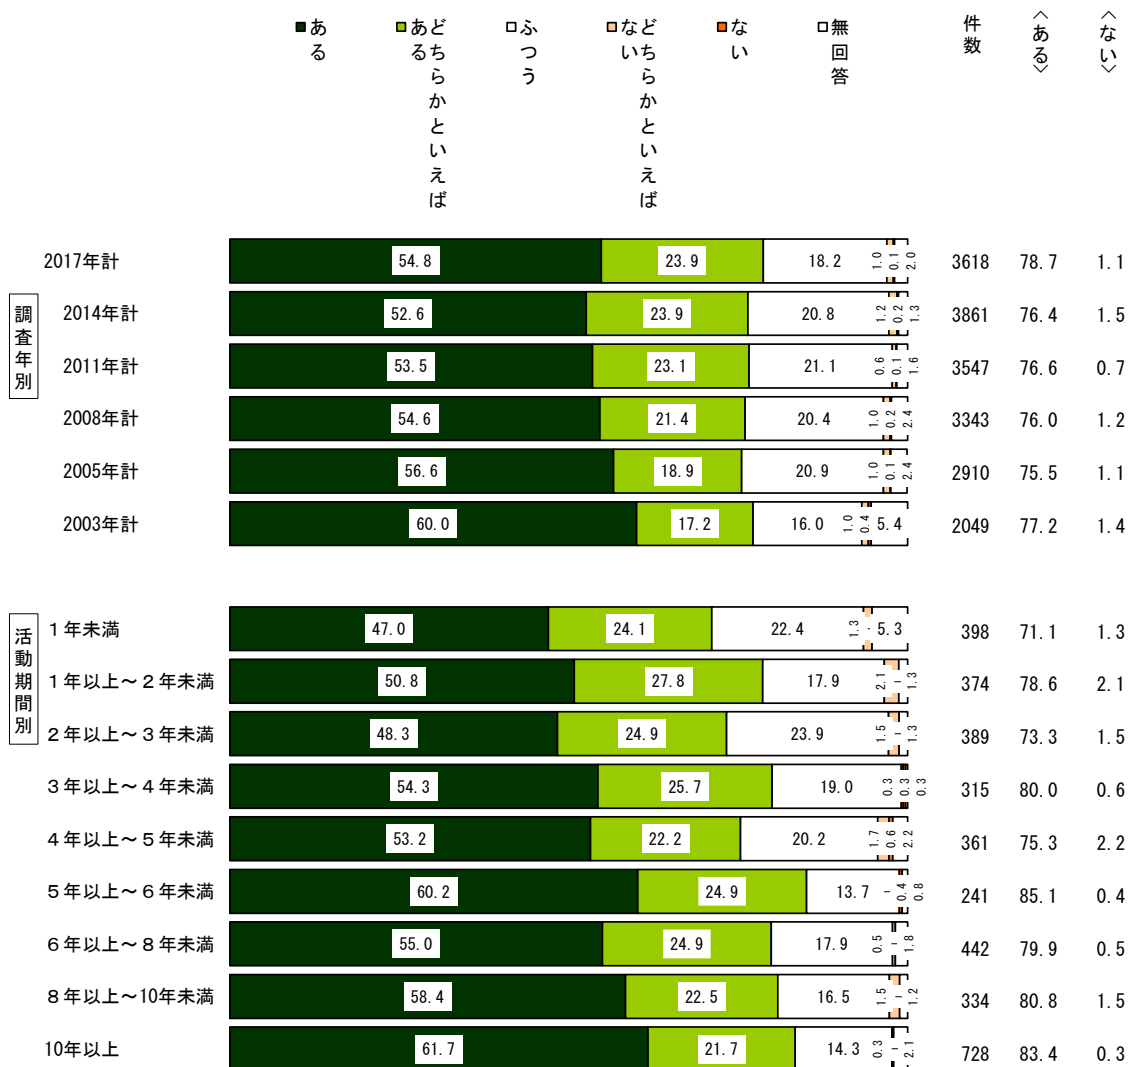 ある
どちらかといえばある
ふつう
どちらかといえばない
ない
無回答
件数
〈ある〉
〈ない〉
調査年別
2017年計 54.8 23.9 18.2 1.0 0.1 2.0 3618 78.7 1.1
2014年計 52.6 23.9 20.8 1.2 0.2 1.3 3861 76.4 1.5
2011年計 53.5 23.1 21.1 0.6 0.1 1.6 3547 76.6 0.7
2008年計 54.6 21.4 20.4 1.0 0.2 2.4 3343 76.0 1.2
2005年計 56.6 18.9 20.9 1.0 0.1 2.4 2910 75.5 1.1
2003年計 60.0 17.2 16.0 1.0 0.4 5.4 2049 77.2 1.4
活動期間別
1年未満 47.0 24.1 22.4 1.3 - 5.3 398 71.1 1.3
1年以上～2年未満 50.8 27.8 17.9 2.1 - 1.3 374 78.6 2.1
2年以上～3年未満 48.3 24.9 23.9 1.5 - 1.3 389 73.3 1.5
3年以上～4年未満 54.3 25.7 19.0 0.3 0.3 0.3 315 80.0 0.6
4年以上～5年未満 53.2 22.2 20.2 1.7 0.6 2.2 361 75.3 2.2
5年以上～6年未満 60.2 24.9 13.7 - 0.4 0.8 241 85.1 0.4
6年以上～8年未満 55.0 24.9 17.9 0.5 - 1.8 442 79.9 0.5
8年以上～10年未満 58.4 22.5 16.5 1.5 - 1.2 334 80.8 1.5
10年以上 61.7 21.7 14.3 0.3 - 2.1 728 83.4 0.3